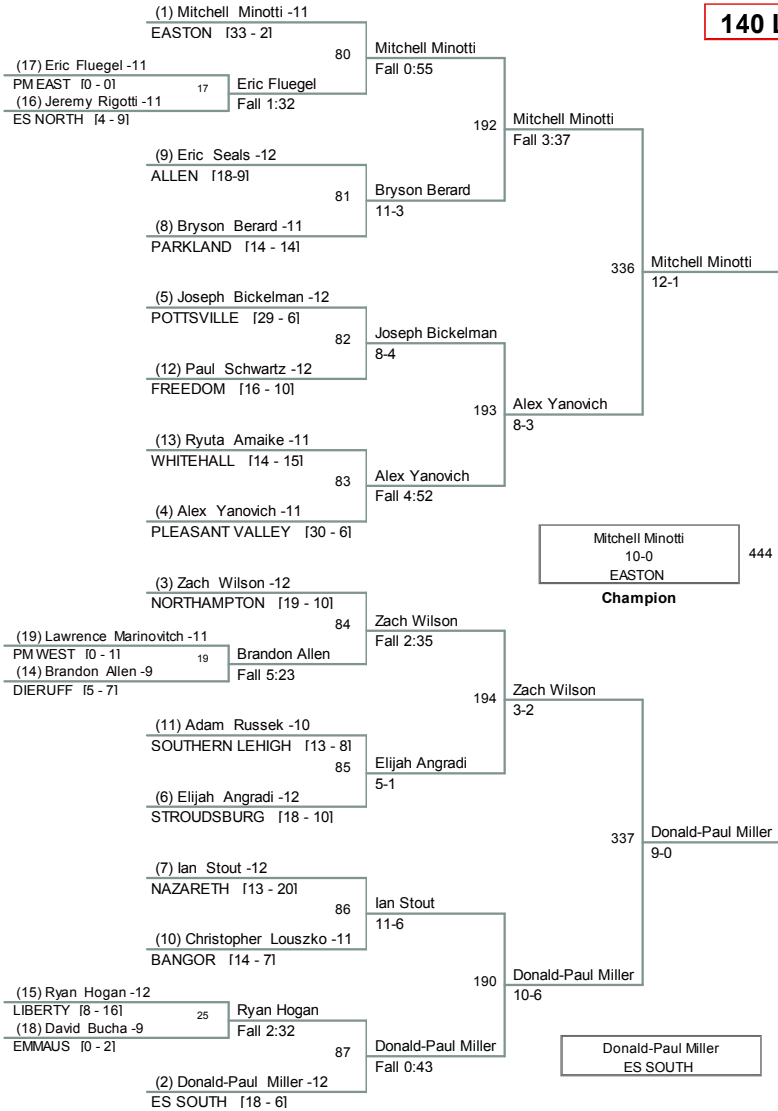 (1) Mitchell Minotti -11
EASTON [33 - 2]
140 L
80
Mitchell Minotti
Fall 0:55
(17) Eric Fluegel -11
PM EAST [0 - 0]
17
Eric Fluegel
Fall 1:32
(16) Jeremy Rigotti -11
ES NORTH [4 - 9]
192
Mitchell Minotti
Fall 3:37
(9) Eric Seals -12
ALLEN [18-9]
81
Bryson Berard
11-3
(8) Bryson Berard -11
PARKLAND [14 - 14]
336
Mitchell Minotti
12-1
(5) Joseph Bickelman -12
POTTSVILLE [29 - 6]
82
Joseph Bickelman
8-4
(12) Paul Schwartz -12
FREEDOM [16 - 10]
193
Alex Yanovich
8-3
(13) Ryuta Amaike -11
WHITEHALL [14 - 15]
83
Alex Yanovich
Fall 4:52
(4) Alex Yanovich -11
PLEASANT VALLEY [30 - 6]
Mitchell Minotti
10-0
EASTON
444
Champion
(3) Zach Wilson -12
NORTHAMPTON [19 - 10]
84
Zach Wilson
Fall 2:35
(19) Lawrence Marinovitch -11
PM WEST [0 - 1]
19
Brandon Allen
Fall 5:23
(14) Brandon Allen -9
DIERUFF [5 - 7]
194
Zach Wilson
3-2
(11) Adam Russek -10
SOUTHERN LEHIGH [13 - 8]
85
Elijah Angradi
5-1
(6) Elijah Angradi -12
STROUDSBURG [18 - 10]
337
Donald-Paul Miller
9-0
(7) Ian Stout -12
NAZARETH [13 - 20]
86
Ian Stout
11-6
(10) Christopher Louszko -11
BANGOR [14 - 7]
190
Donald-Paul Miller
10-6
(15) Ryan Hogan -12
LIBERTY [8 - 16]
25
Ryan Hogan
Fall 2:32
(18) David Bucha -9
EMMAUS [0 - 2]
87
Donald-Paul Miller
Fall 0:43
(2) Donald-Paul Miller -12
ES SOUTH [18 - 6]
Donald-Paul Miller
ES SOUTH